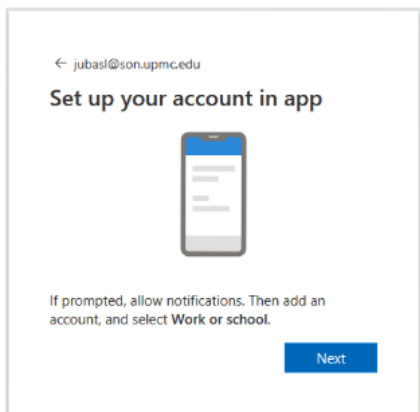 ← jubasl@son.upmc.edu
Set up your account in app
If prompted, allow notifications. Then add an
account, and select Work or school.
Next